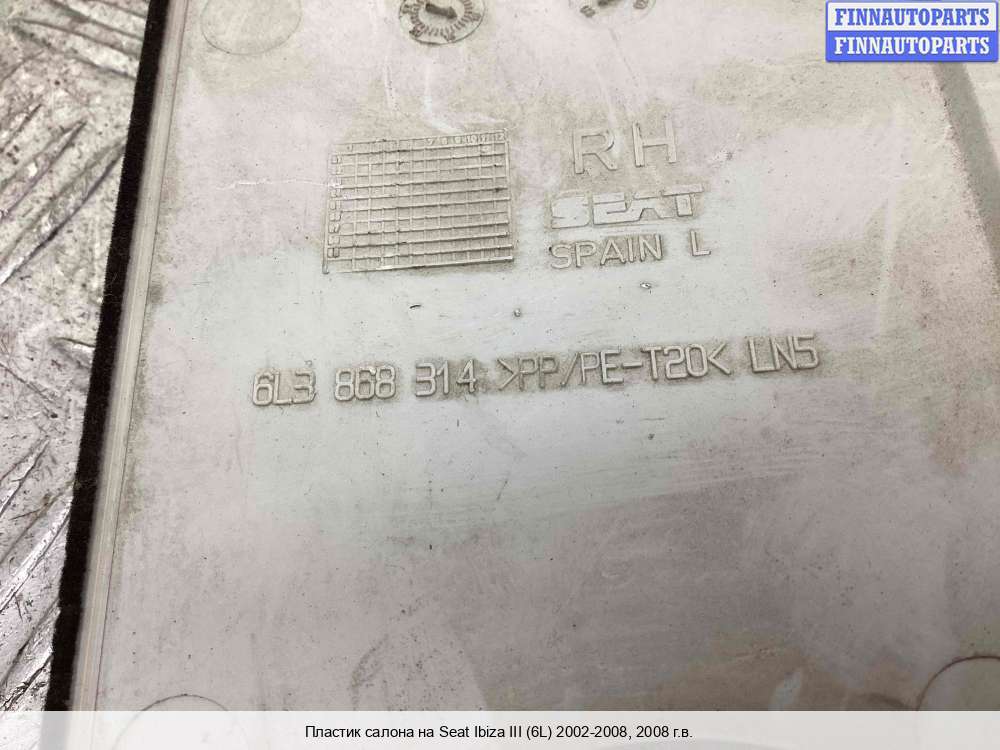 FINNAUTOPARTS
FINNAUTOPARTS
RH
SEAT
SPAIN L
6L3 868 314 >PP/PE-T20< LN5
Пластик салона на Seat Ibiza III (6L) 2002-2008, 2008 г.в.